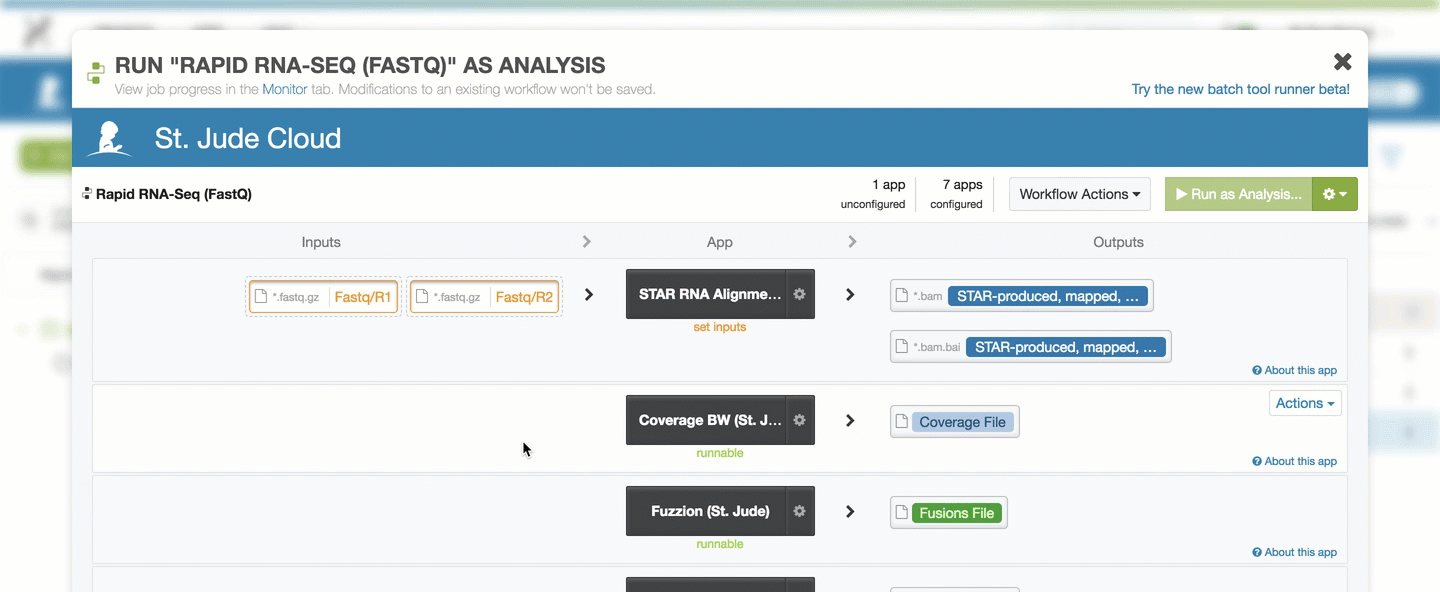 RUN "RAPID RNA-SEQ (FASTQ)" AS ANALYSIS
View job progress in the Monitor tab. Modifications to an existing workflow won't be saved.
Try the new batch tool runner beta!
St. Jude Cloud
Rapid RNA-Seq (FastQ)
1 app
unconfigured
7 apps
configured
Workflow Actions
Run as Analysis...
Inputs
App
Outputs
*.fastq.gz Fastq/R1
*.fastq.gz Fastq/R2
STAR RNA Alignme...
set inputs
*.bam STAR-produced, mapped, ...
*.bam.bai STAR-produced, mapped, ...
About this app
Actions
Coverage BW (St. J...
runnable
Coverage File
About this app
Fuzzion (St. Jude)
runnable
Fusions File
About this app